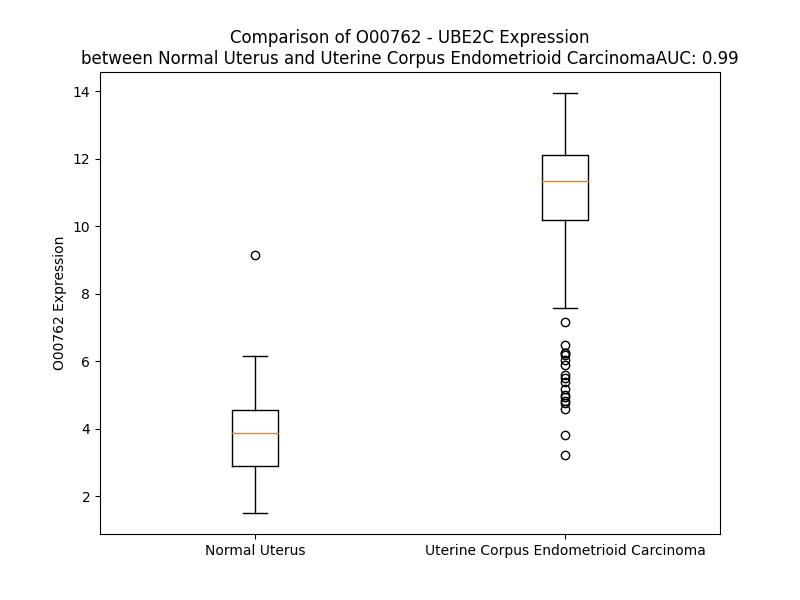 Comparison of O00762 - UBE2C Expression
between Normal Uterus and Uterine Corpus Endometrioid CarcinomaAUC: 0.99
14
12
10
8
6
4
2
O00762 Expression
Normal Uterus
Uterine Corpus Endometrioid Carcinoma